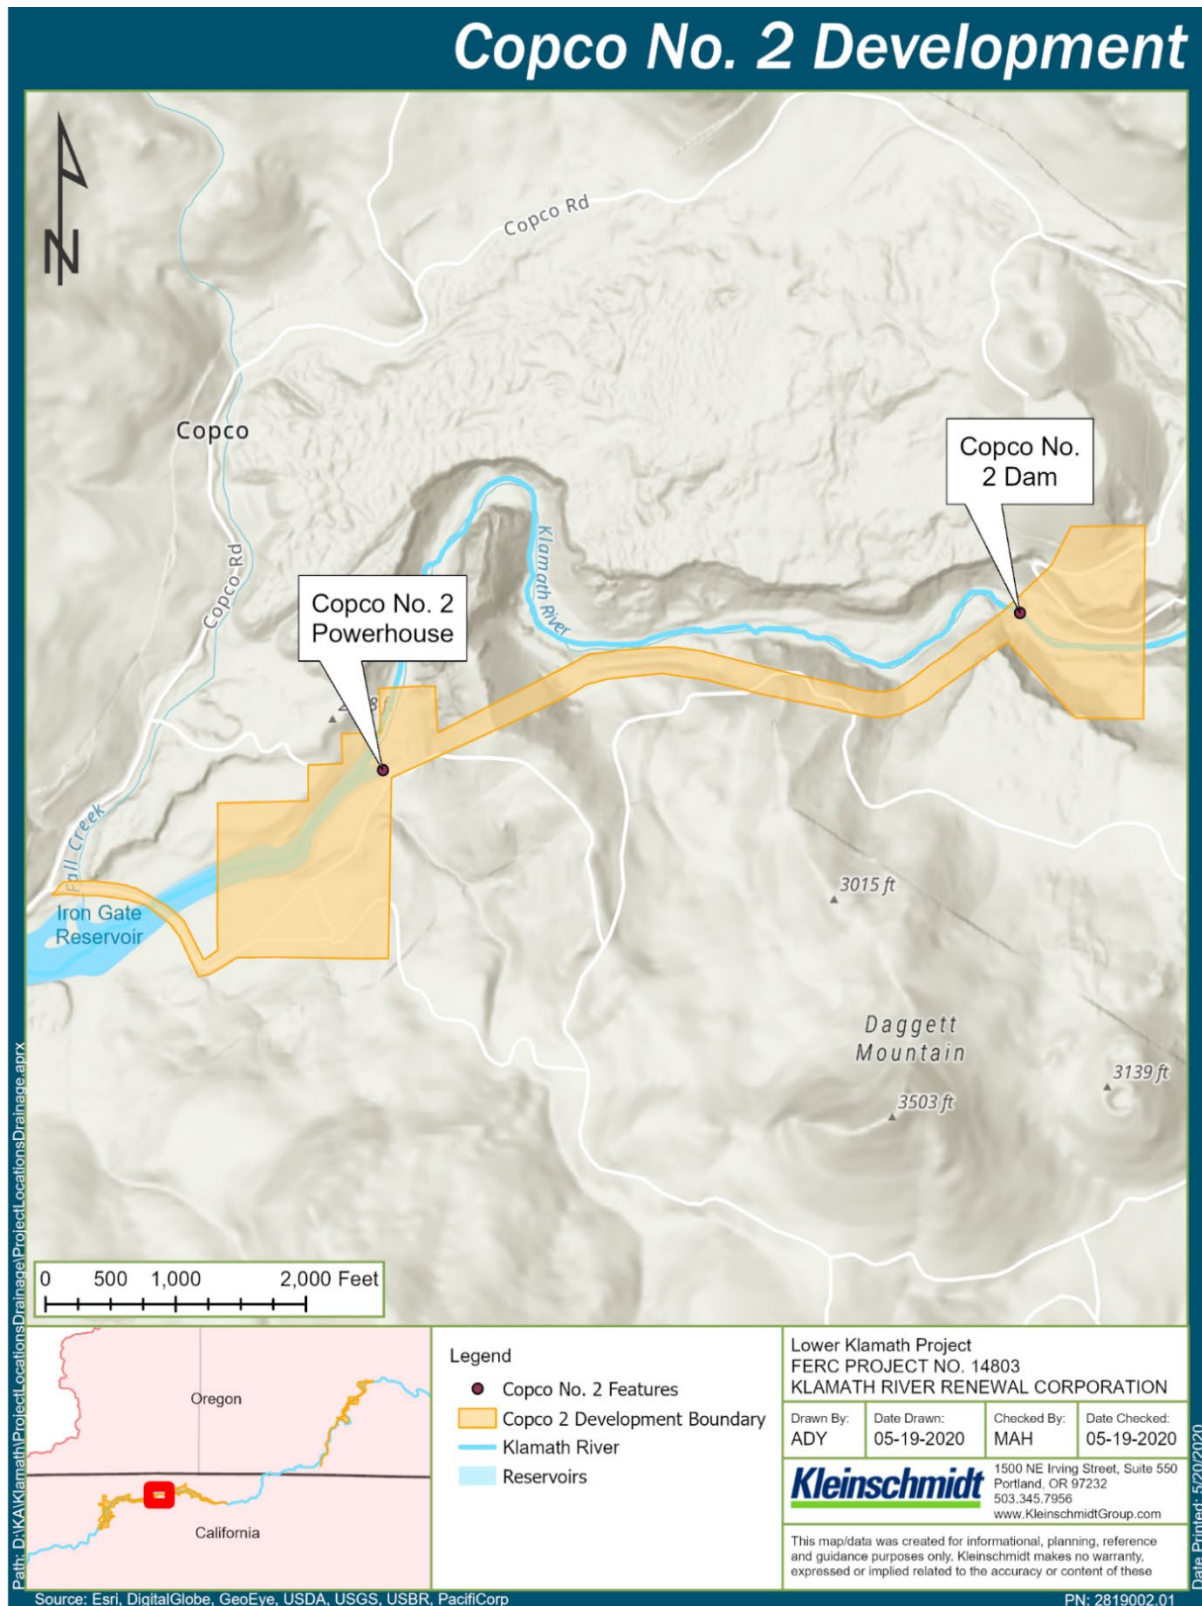 Copco No. 2 Development
N
Copco Rd
Copco
Copco No.
2 Dam
Klamath River
Copco Rd
Copco No. 2
Powerhouse
Fall Creek
Iron Gate
Reservoir
3015 ft
Daggett
Mountain
3139 ft
3503 ft
0 500 1,000 2,000 Feet
Oregon
California
Legend
Copco No. 2 Features
Copco 2 Development Boundary
Klamath River
Reservoirs
Lower Klamath Project
FERC PROJECT NO. 14803
KLAMATH RIVER RENEWAL CORPORATION
Drawn By: Date Drawn: Checked By: Date Checked:
ADY 05-19-2020 MAH 05-19-2020
Kleinschmidt
1500 NE Irving Street, Suite 550
Portland, OR 97232
503.345.7956
www.KleinschmidtGroup.com
This map/data was created for informational, planning, reference
and guidance purposes only. Kleinschmidt makes no warranty,
expressed or implied related to the accuracy or content of these
Path: D:\KA\Klamath\ProjectLocationsDrainage\ProjectLocationsDrainage.aprx
Date Printed: 5/20/2020
Source: Esri, DigitalGlobe, GeoEye, USDA, USGS, USBR, PacifiCorp
PN: 2819002.01